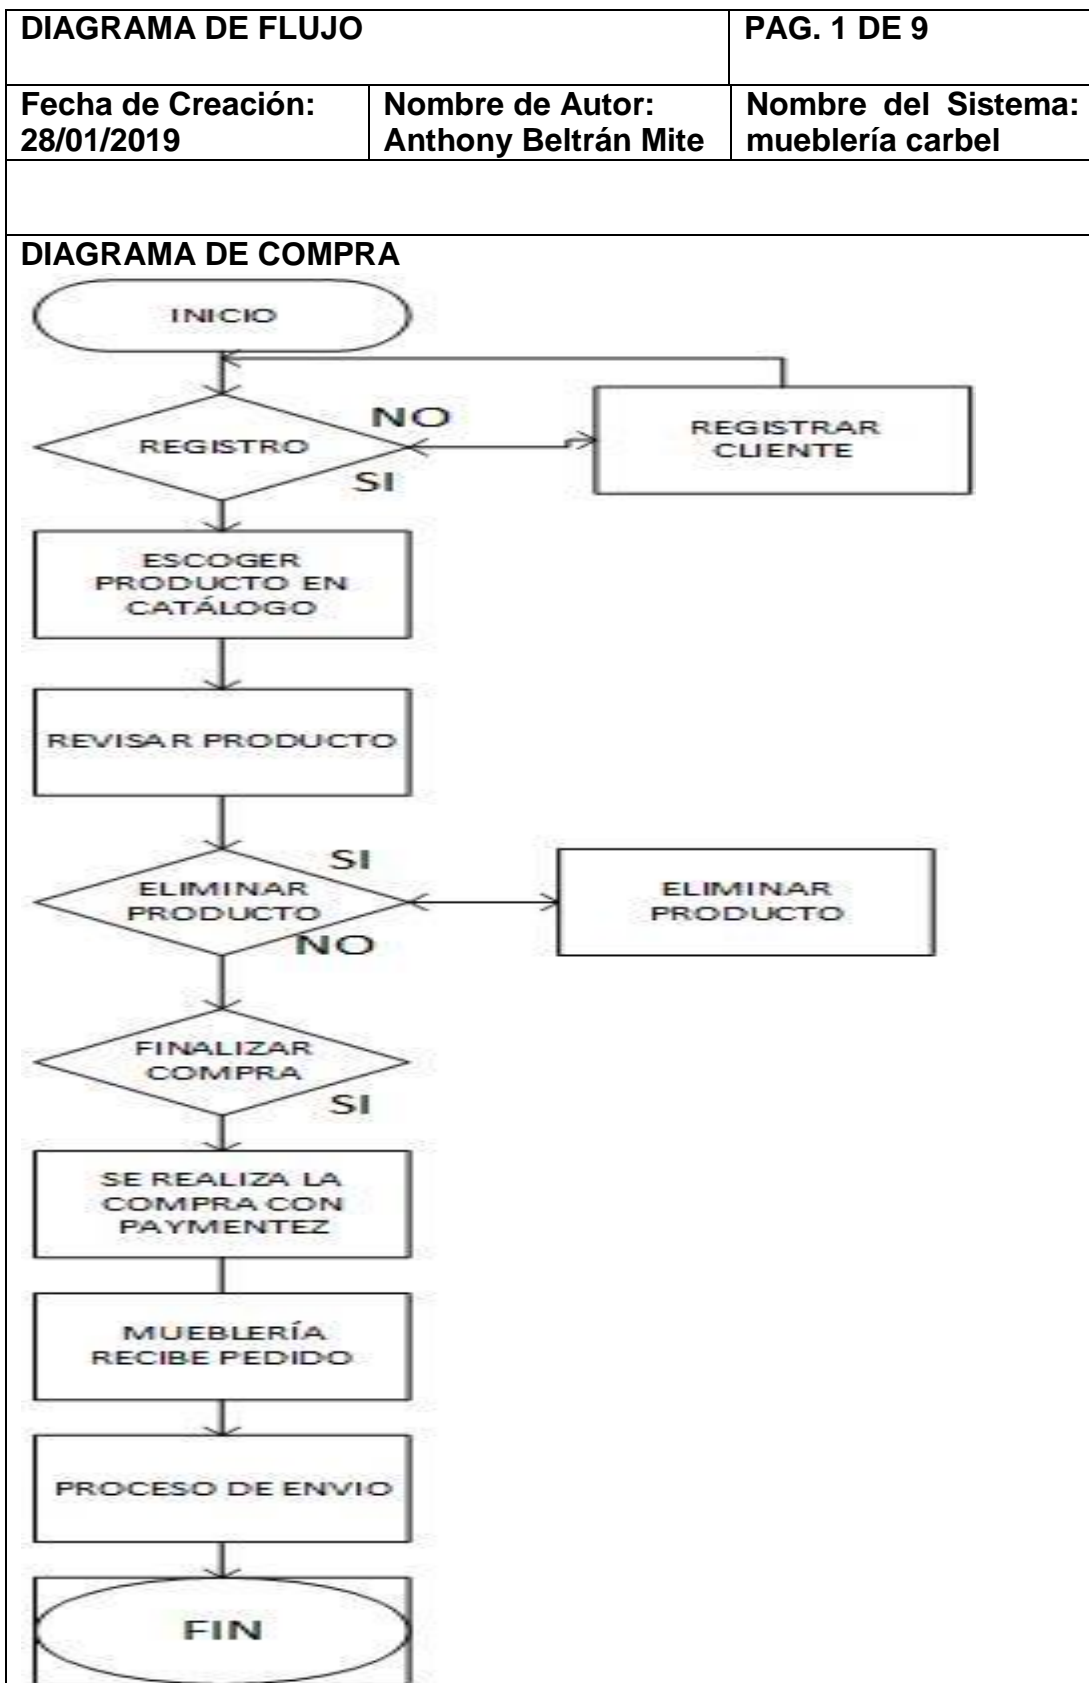 DIAGRAMA DE FLUJO
PAG. 1 DE 9
Fecha de Creación:
28/01/2019
Nombre de Autor:
Anthony Beltrán Mite
Nombre del Sistema:
mueblería carbel
DIAGRAMA DE COMPRA
INICIO
REGISTRO
NO
SI
REGISTRAR
CLIENTE
ESCOGER
PRODUCTO EN
CATÁLOGO
REVISAR PRODUCTO
ELIMINAR
PRODUCTO
SI
NO
ELIMINAR
PRODUCTO
FINALIZAR
COMPRA
SI
SE REALIZA LA
COMPRA CON
PAYMENTEZ
MUEBLERÍA
RECIBE PEDIDO
PROCESO DE ENVIO
FIN